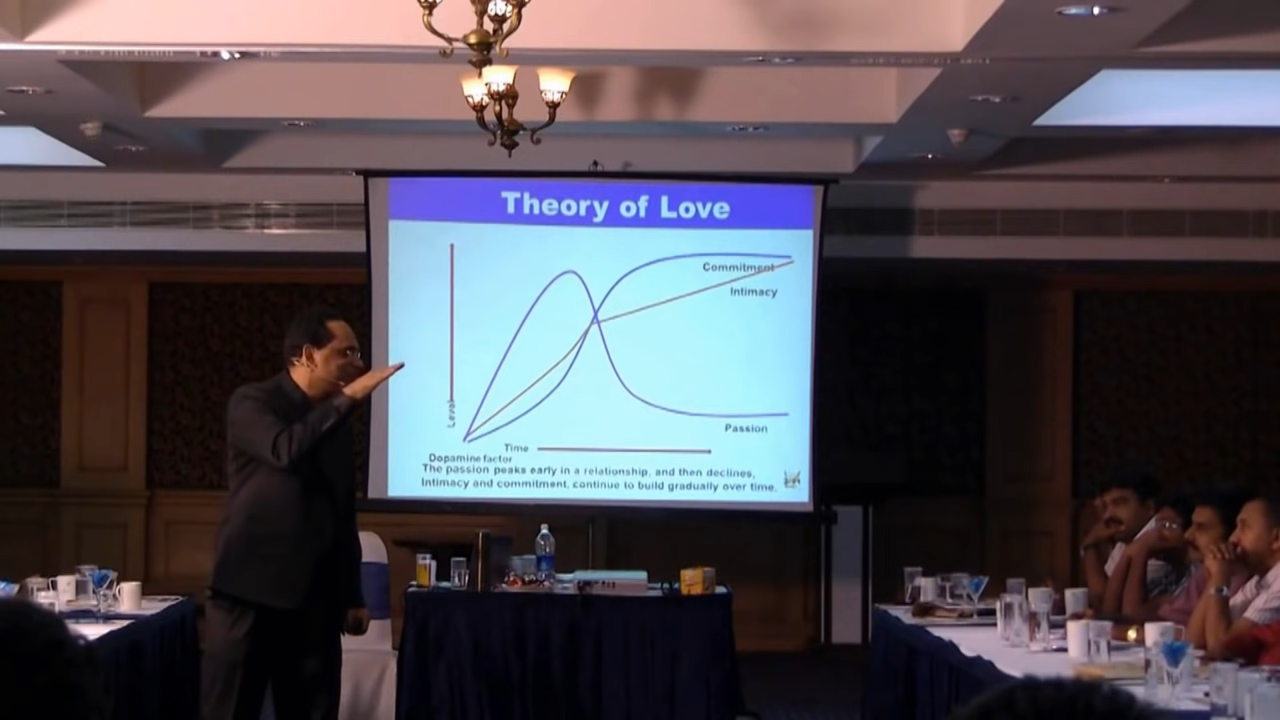 Theory of Love
Commitment
Intimacy
Level
Passion
Time
Dopamine factor
The passion peaks early in a relationship, and then declines,
Intimacy and commitment, continue to build gradually over time.